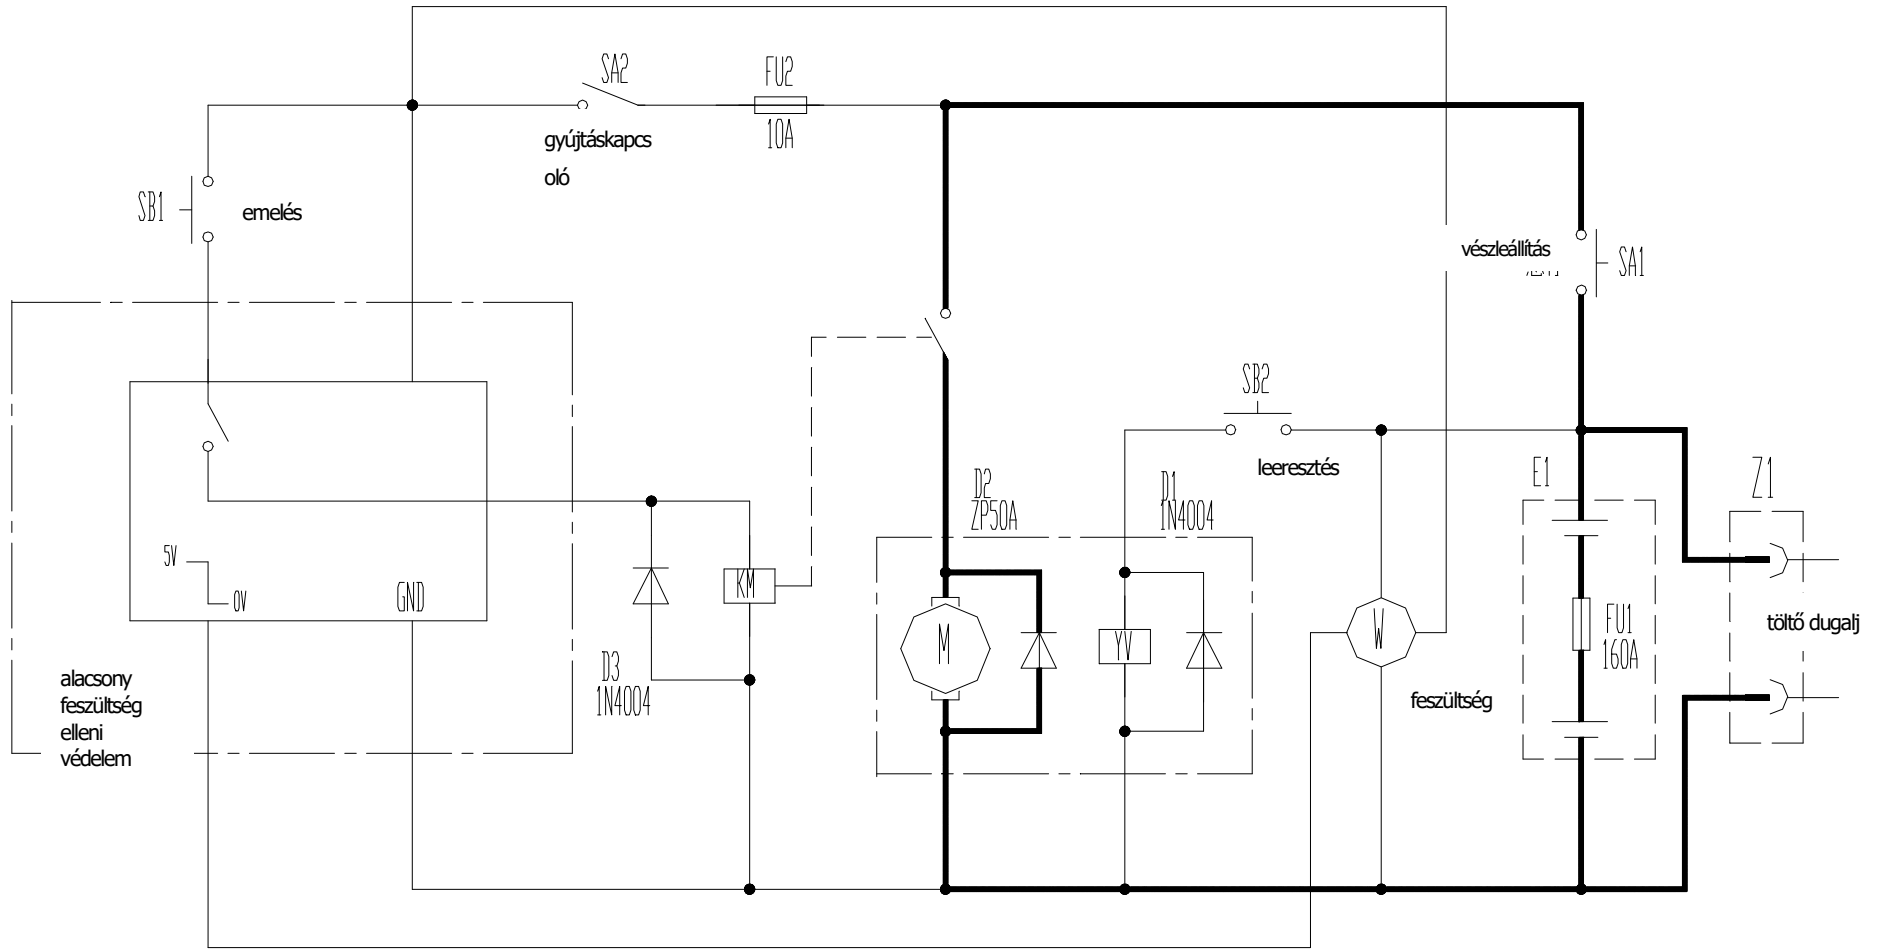 SA2
FU2
gyújtáskapcs
oló
10A
SB1
emelés
vészleállítás
SA1
SB2
leeresztés
D2
ZP50A
D1
1N4004
E1
Z1
5V
0V
GND
KM
M
YV
W
FU1
160A
töltő dugalj
D3
1N4004
feszültség
alacsony
feszültség
elleni
védelem